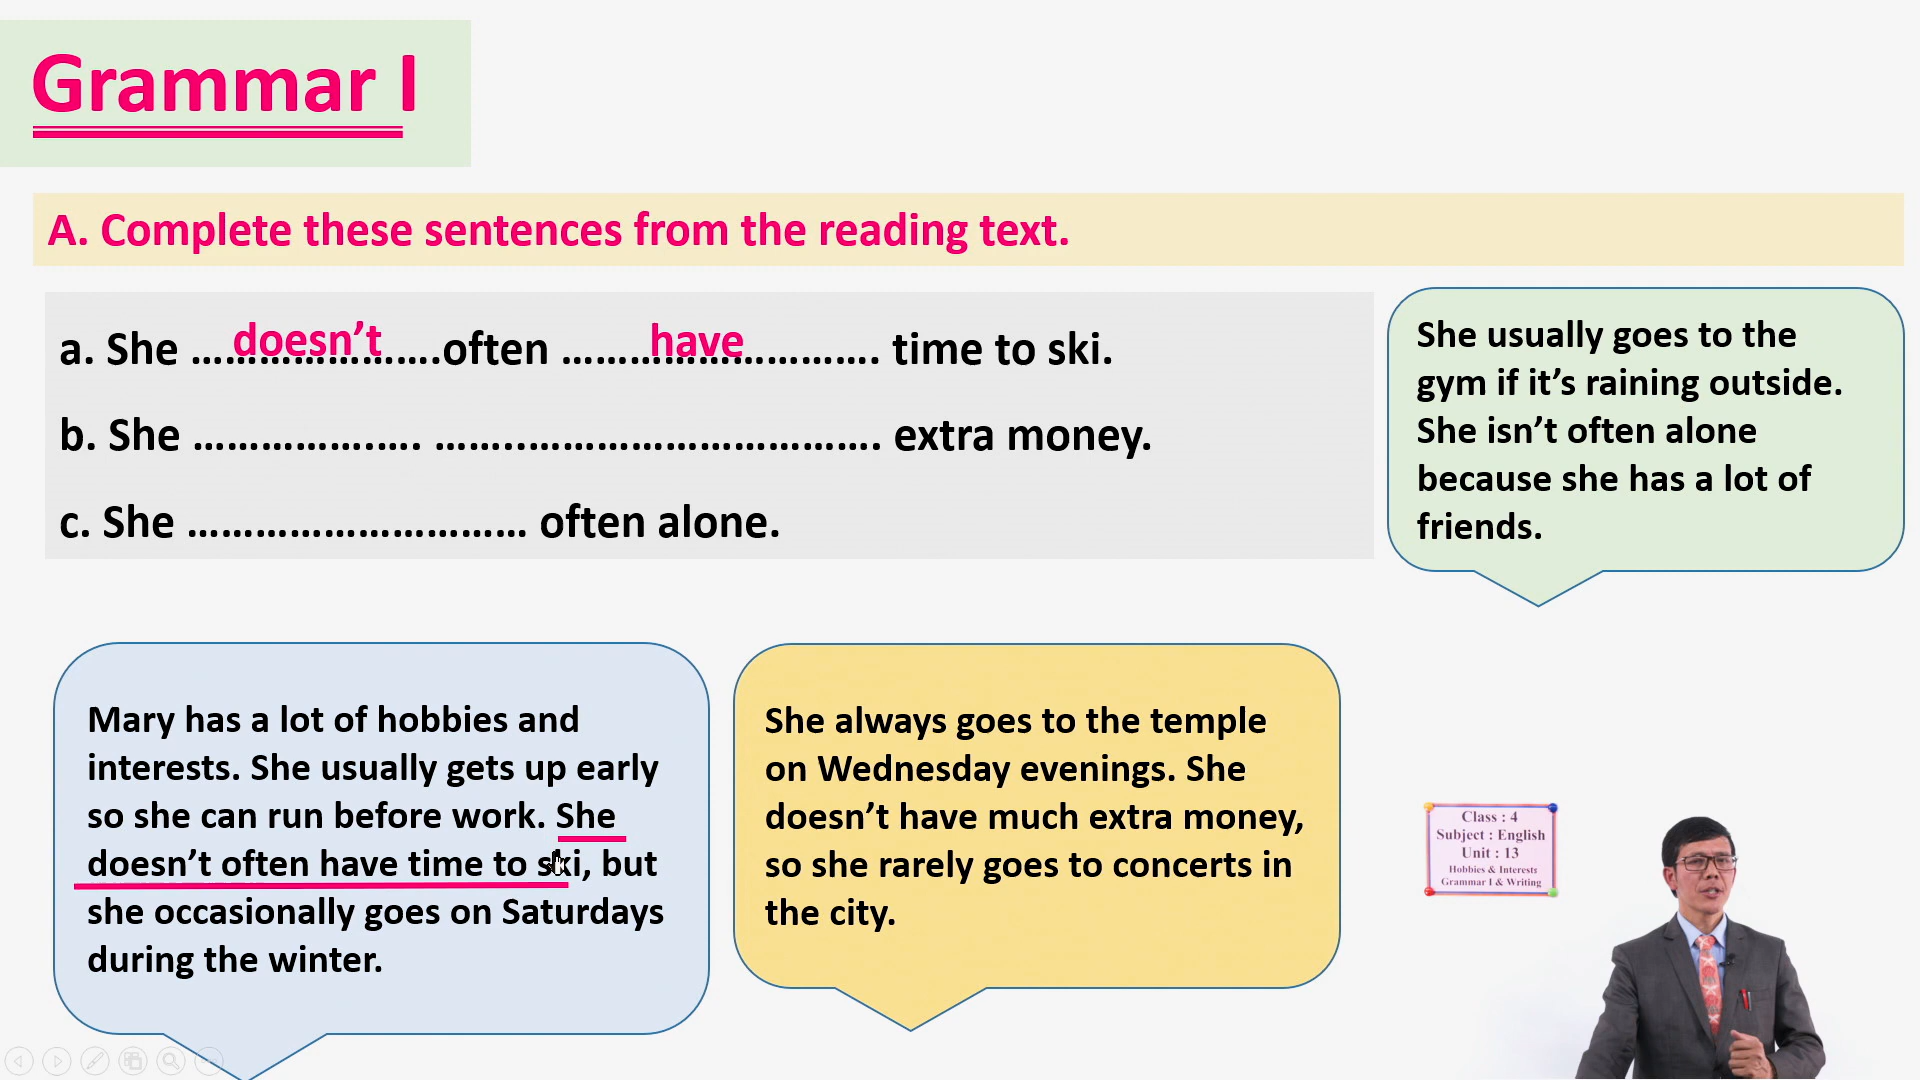 Grammar I
A. Complete these sentences from the reading text.
a. She ......doesn’t......often ......have...... time to ski.
b. She ...................... ........................................ extra money.
c. She .............................. often alone.
She usually goes to the
gym if it’s raining outside.
She isn’t often alone
because she has a lot of
friends.
Mary has a lot of hobbies and
interests. She usually gets up early
so she can run before work. She
doesn’t often have time to ski, but
she occasionally goes on Saturdays
during the winter.
She always goes to the temple
on Wednesday evenings. She
doesn’t have much extra money,
so she rarely goes to concerts in
the city.
Class : 4
Subject : English
Unit : 13
Hobbies & Interests
Grammar I & Writing